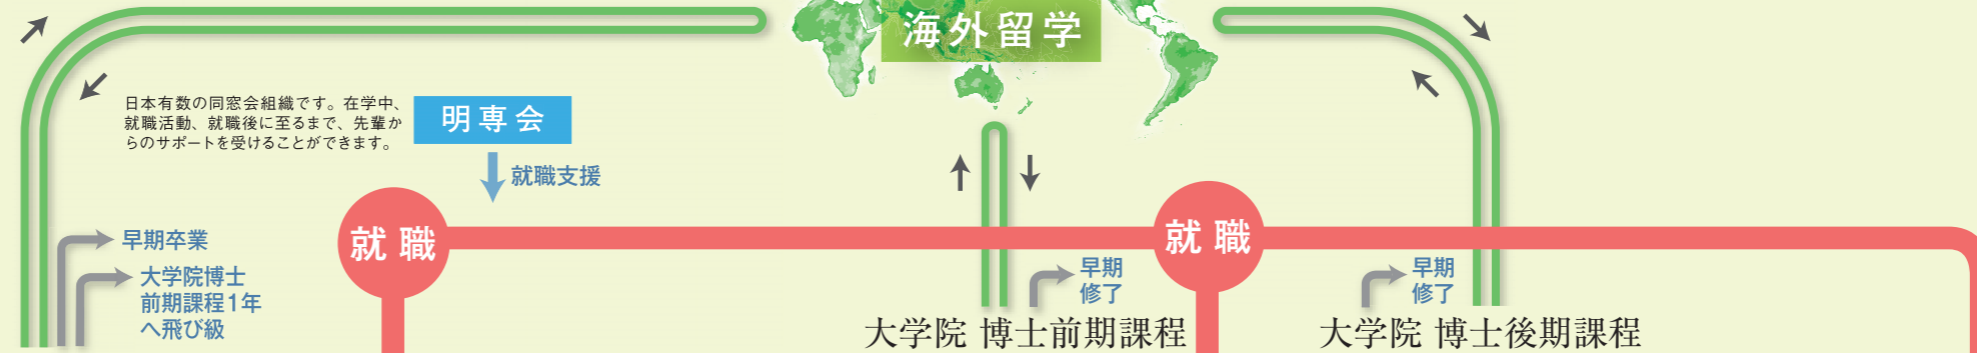 海外留学
日本有数の同窓会組織です。在学中、
就職活動、就職後に至るまで、先輩か
らのサポートを受けることができます。
明専会
就職支援
早期卒業
大学院博士
前期課程1年
へ飛び級
就職
就職
早期
修了
早期
修了
大学院 博士前期課程
大学院 博士後期課程